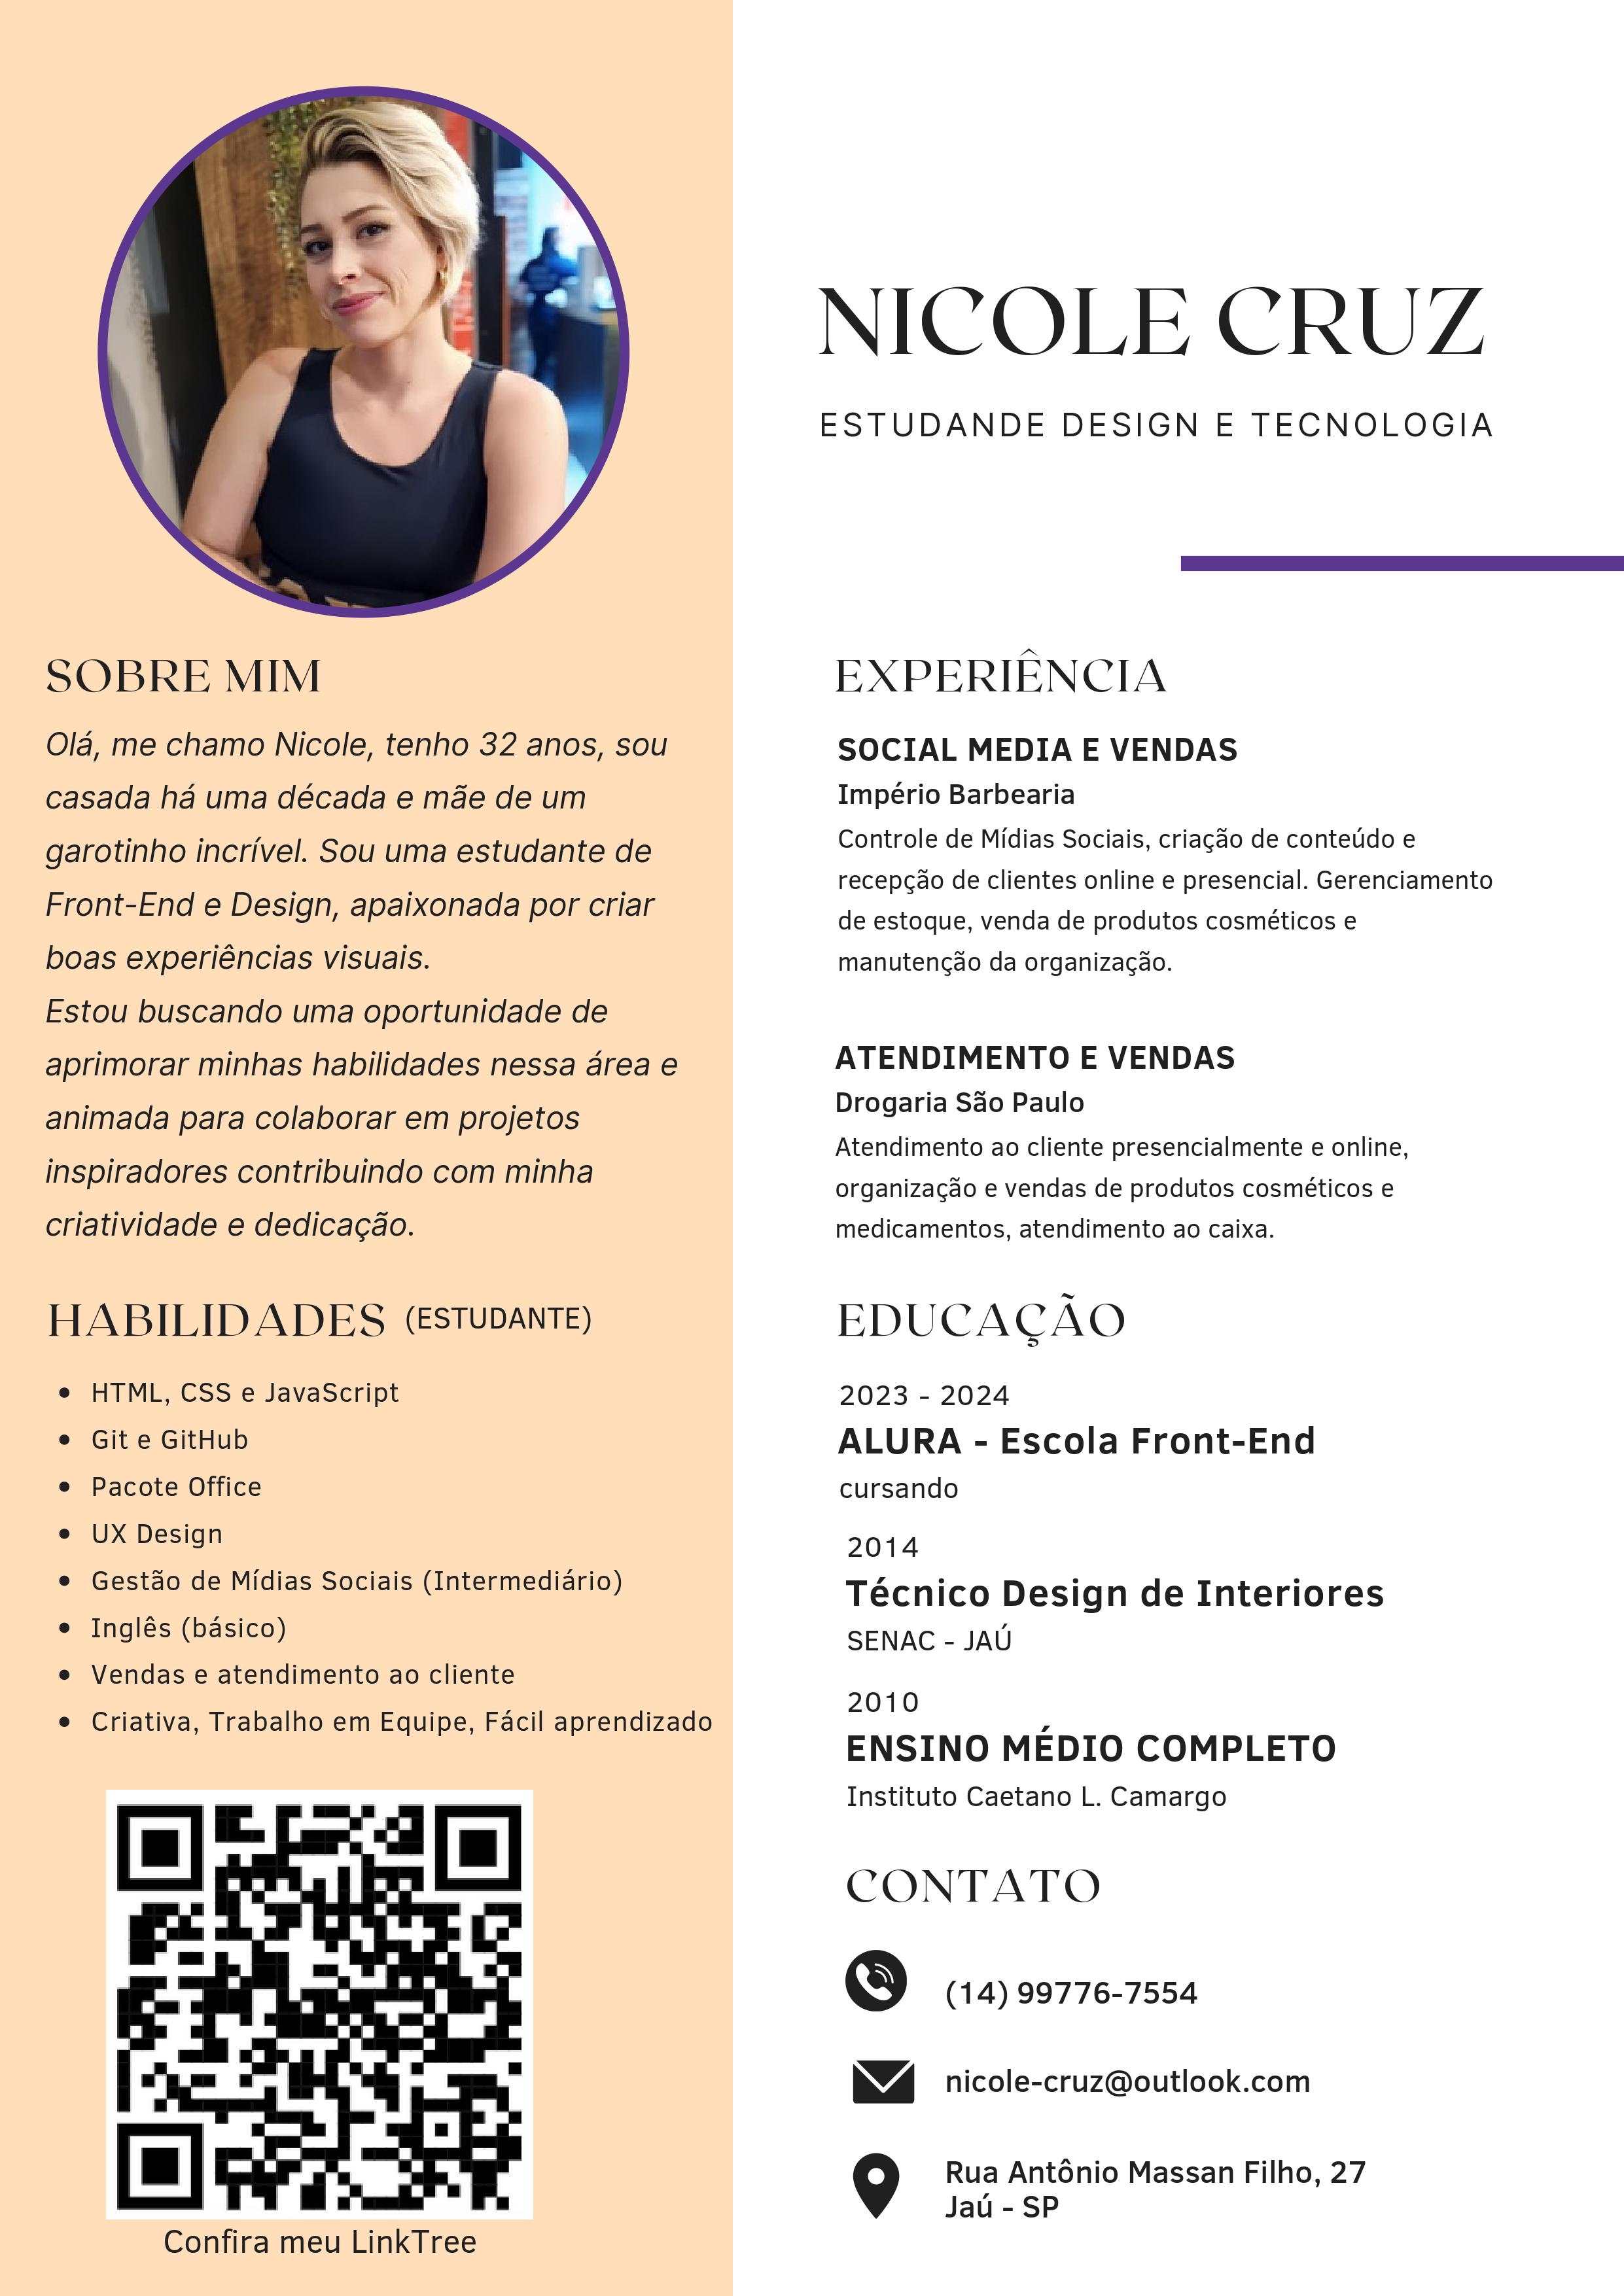 NICOLE CRUZ
ESTUDANDE DESIGN E TECNOLOGIA
SOBRE MIM
Olá, me chamo Nicole, tenho 32 anos, sou
casada há uma década e mãe de um
garotinho incrível. Sou uma estudante de
Front-End e Design, apaixonada por criar
boas experiências visuais.
Estou buscando uma oportunidade de
aprimorar minhas habilidades nessa área e
animada para colaborar em projetos
inspiradores contribuindo com minha
criatividade e dedicação.
HABILIDADES (ESTUDANTE)
• HTML, CSS e JavaScript
• Git e GitHub
• Pacote Office
• UX Design
• Gestão de Mídias Sociais (Intermediário)
• Inglês (básico)
• Vendas e atendimento ao cliente
• Criativa, Trabalho em Equipe, Fácil aprendizado
Confira meu LinkTree
EXPERIÊNCIA
SOCIAL MEDIA E VENDAS
Império Barbearia
Controle de Mídias Sociais, criação de conteúdo e
recepção de clientes online e presencial. Gerenciamento
de estoque, venda de produtos cosméticos e
manutenção da organização.
ATENDIMENTO E VENDAS
Drogaria São Paulo
Atendimento ao cliente presencialmente e online,
organização e vendas de produtos cosméticos e
medicamentos, atendimento ao caixa.
EDUCAÇÃO
2023 - 2024
ALURA - Escola Front-End
cursando
2014
Técnico Design de Interiores
SENAC - JAÚ
2010
ENSINO MÉDIO COMPLETO
Instituto Caetano L. Camargo
CONTATO
(14) 99776-7554
nicole-cruz@outlook.com
Rua Antônio Massan Filho, 27
Jaú - SP